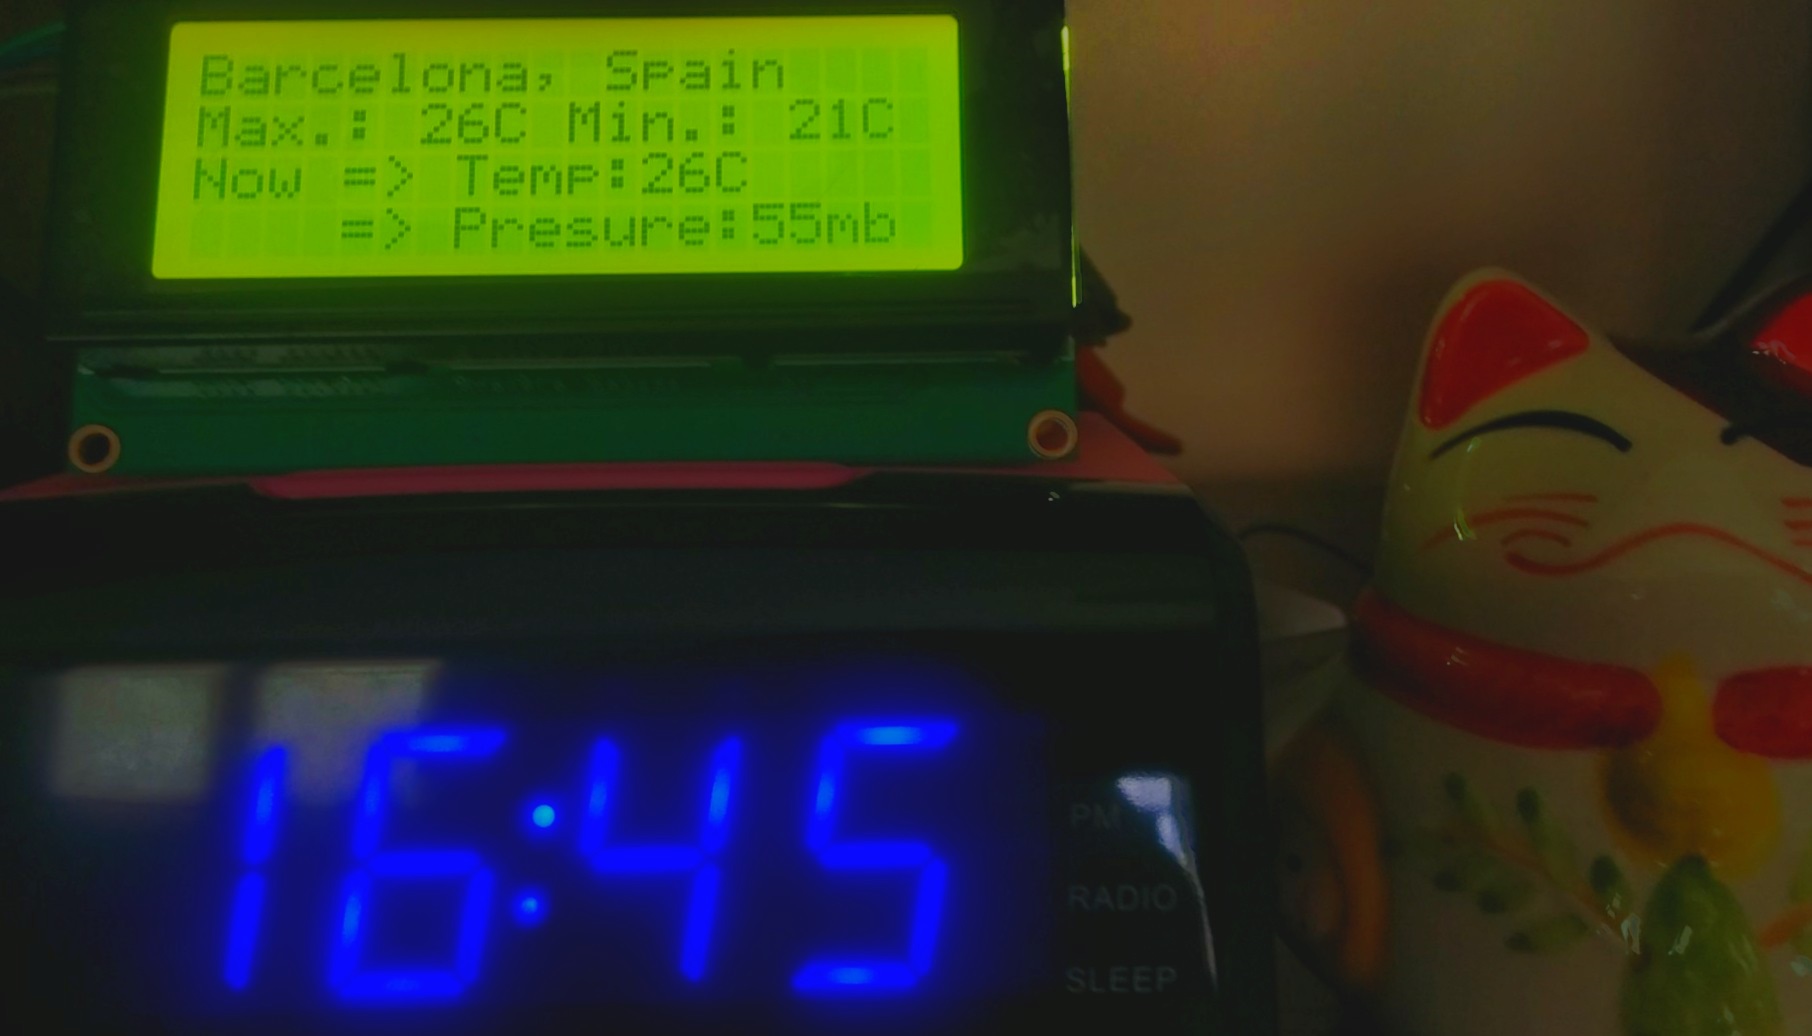 Barcelona, Spain
Max.: 26C Min.: 21C
Now => Temp:26C
=> Presure:55mb
16:45
PM
RADIO
SLEEP